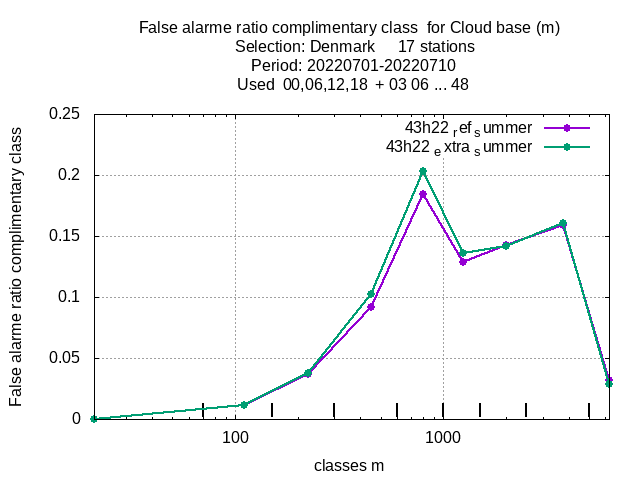 False alarme ratio complimentary class  for Cloud base (m)
Selection: Denmark     17 stations
Period: 20220701-20220710
Used  00,06,12,18  + 03 06 ... 48
43h22 ref summer
43h22 extra summer
0.25
0.2
0.15
0.1
0.05
0
False alarme ratio complimentary class
100 1000
classes m